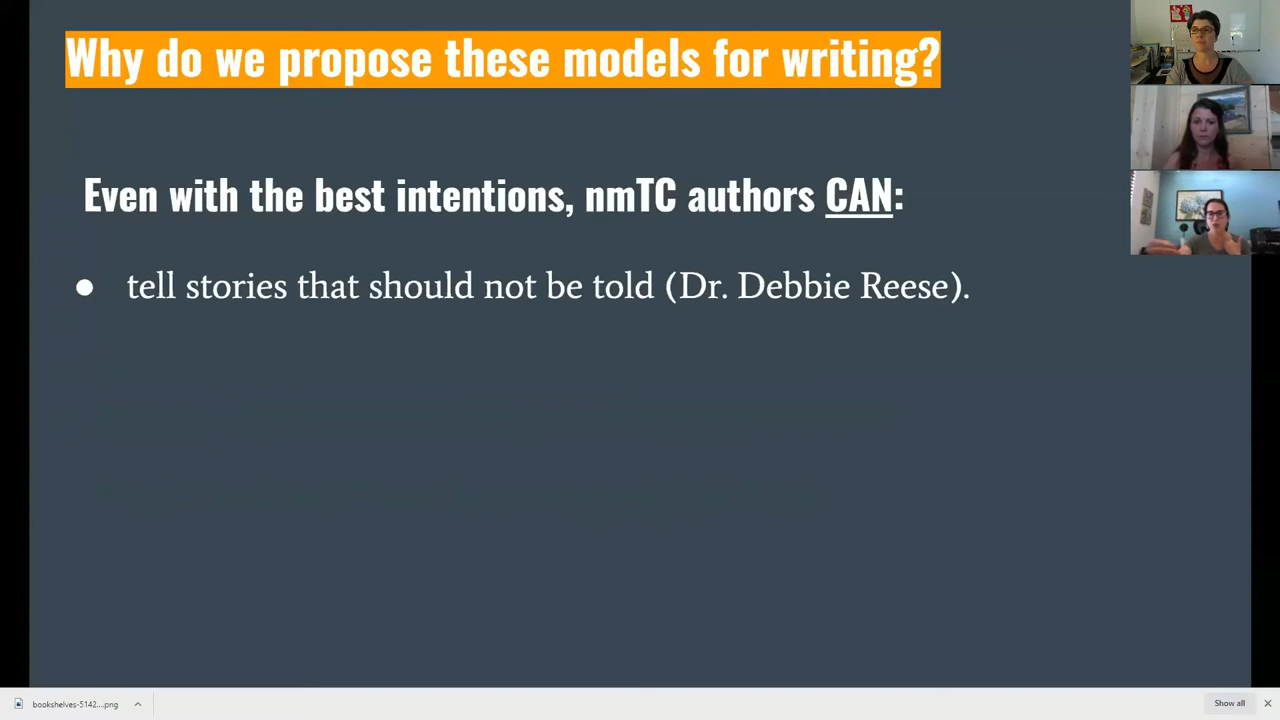 Why do we propose these models for writing?
Even with the best intentions, nmTC authors CAN:
● tell stories that should not be told (Dr. Debbie Reese).
bookshelves-5142....png
Show all